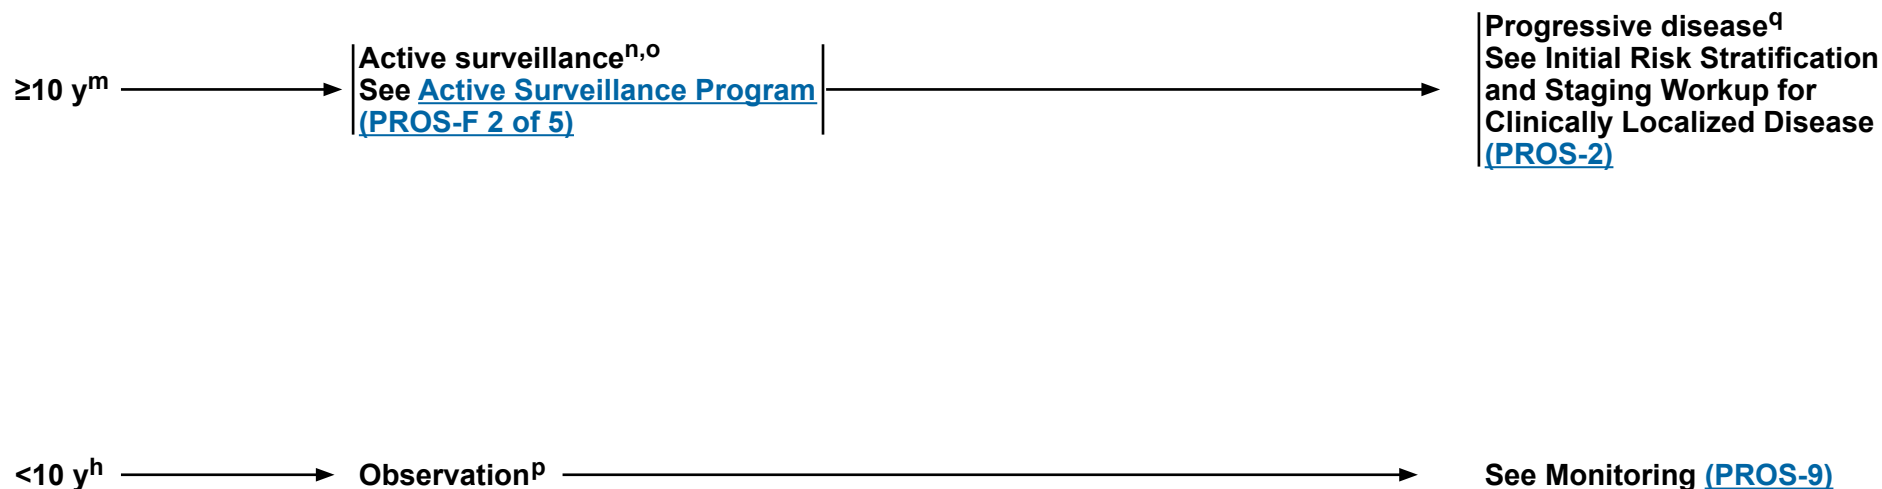 ≥10 yᵐ
Active surveillanceⁿ,ᵒ
See Active Surveillance Program
(PROS-F 2 of 5)
Progressive disease^q
See Initial Risk Stratification
and Staging Workup for
Clinically Localized Disease
(PROS-2)
<10 yʰ
Observationᵖ
See Monitoring (PROS-9)